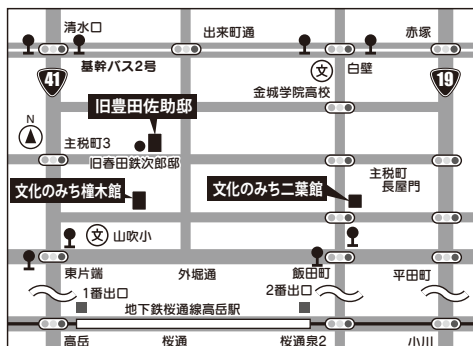 清水口
出来町通
赤塚
基幹バス2号
文
白壁
41
19
金城学院高校
旧豊田佐助邸
N
主税町3
旧春田鉄次郎邸
主税町
長屋門
文化のみち橦木館
文化のみち二葉館
文
山吹小
東片端
外堀通
飯田町
平田町
1番出口
2番出口
地下鉄桜通線高岳駅
高岳
桜通
桜通泉2
小川